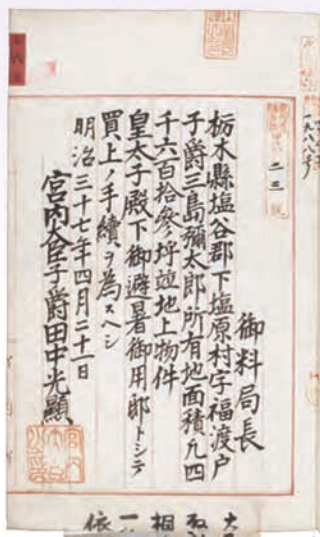 御料局長
栃木縣塩谷郡下塩原村字福渡戸
子爵三島彌太郎所有地面積凡四
千六百拾參坪竝地上物件
皇太子殿下御避暑御用邸トシテ
買上ノ手續ヲ為スヘシ
明治三十七年四月二十一日
宮内大臣子爵田中光顯
二三